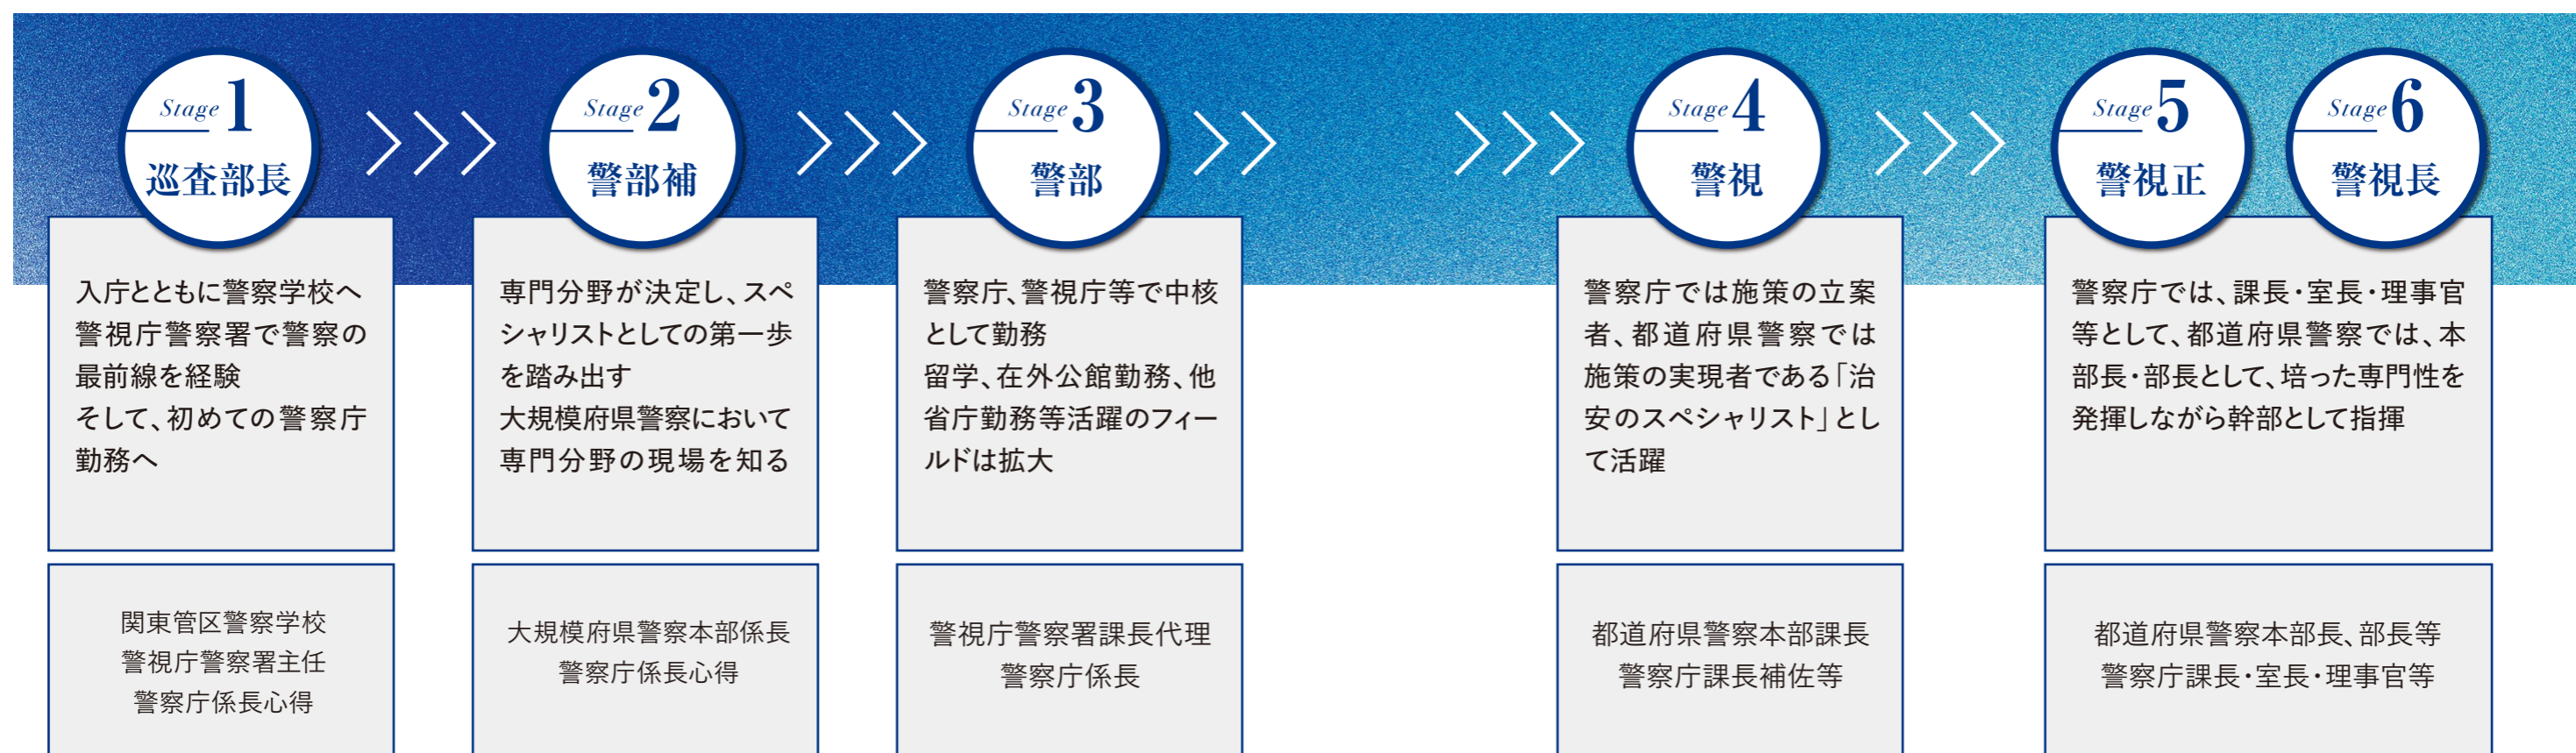 Stage 1
巡査部長
入庁とともに警察学校へ
警視庁警察署で警察の
最前線を経験
そして、初めての警察庁
勤務へ
関東管区警察学校
警視庁警察署主任
警察庁係長心得
Stage 2
警部補
専門分野が決定し、スペ
シャリストとしての第一歩
を踏み出す
大規模府県警察において
専門分野の現場を知る
大規模府県警察本部係長
警察庁係長心得
Stage 3
警部
警察庁、警視庁等で中核
として勤務
留学、在外公館勤務、他
省庁勤務等活躍のフィー
ルドは拡大
警視庁警察署課長代理
警察庁係長
Stage 4
警視
警察庁では施策の立案
者、都道府県警察では
施策の実現者である「治
安のスペシャリスト」とし
て活躍
都道府県警察本部課長
警察庁課長補佐等
Stage 5
警視正
Stage 6
警視長
警察庁では、課長・室長・理事官
等として、都道府県警察では、本
部長・部長として、培った専門性を
発揮しながら幹部として指揮
都道府県警察本部長、部長等
警察庁課長・室長・理事官等